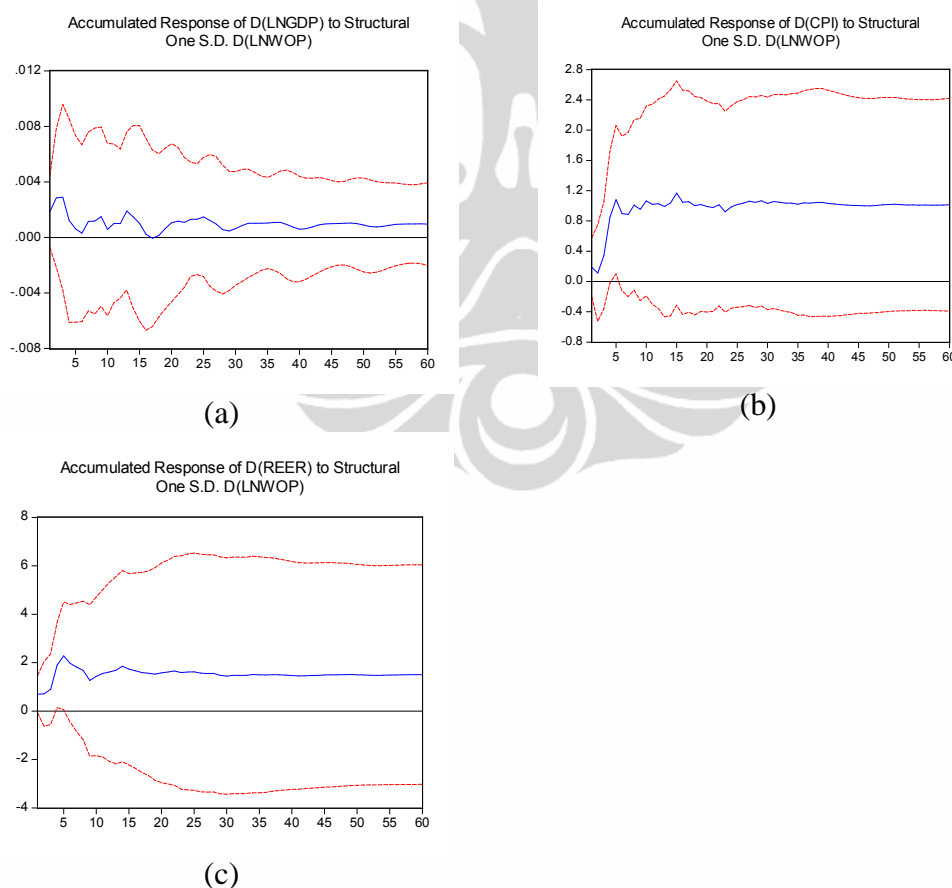 Accumulated Response of D(LNGDP) to Structural
One S.D. D(LNWOP)
.012
.008
.004
.000
-.004
-.008
5 10 15 20 25 30 35 40 45 50 55 60
(a)
Accumulated Response of D(CPI) to Structural
One S.D. D(LNWOP)
2.8
2.4
2.0
1.6
1.2
0.8
0.4
0.0
-0.4
-0.8
5 10 15 20 25 30 35 40 45 50 55 60
(b)
Accumulated Response of D(REER) to Structural
One S.D. D(LNWOP)
8
6
4
2
0
-2
-4
5 10 15 20 25 30 35 40 45 50 55 60
(c)